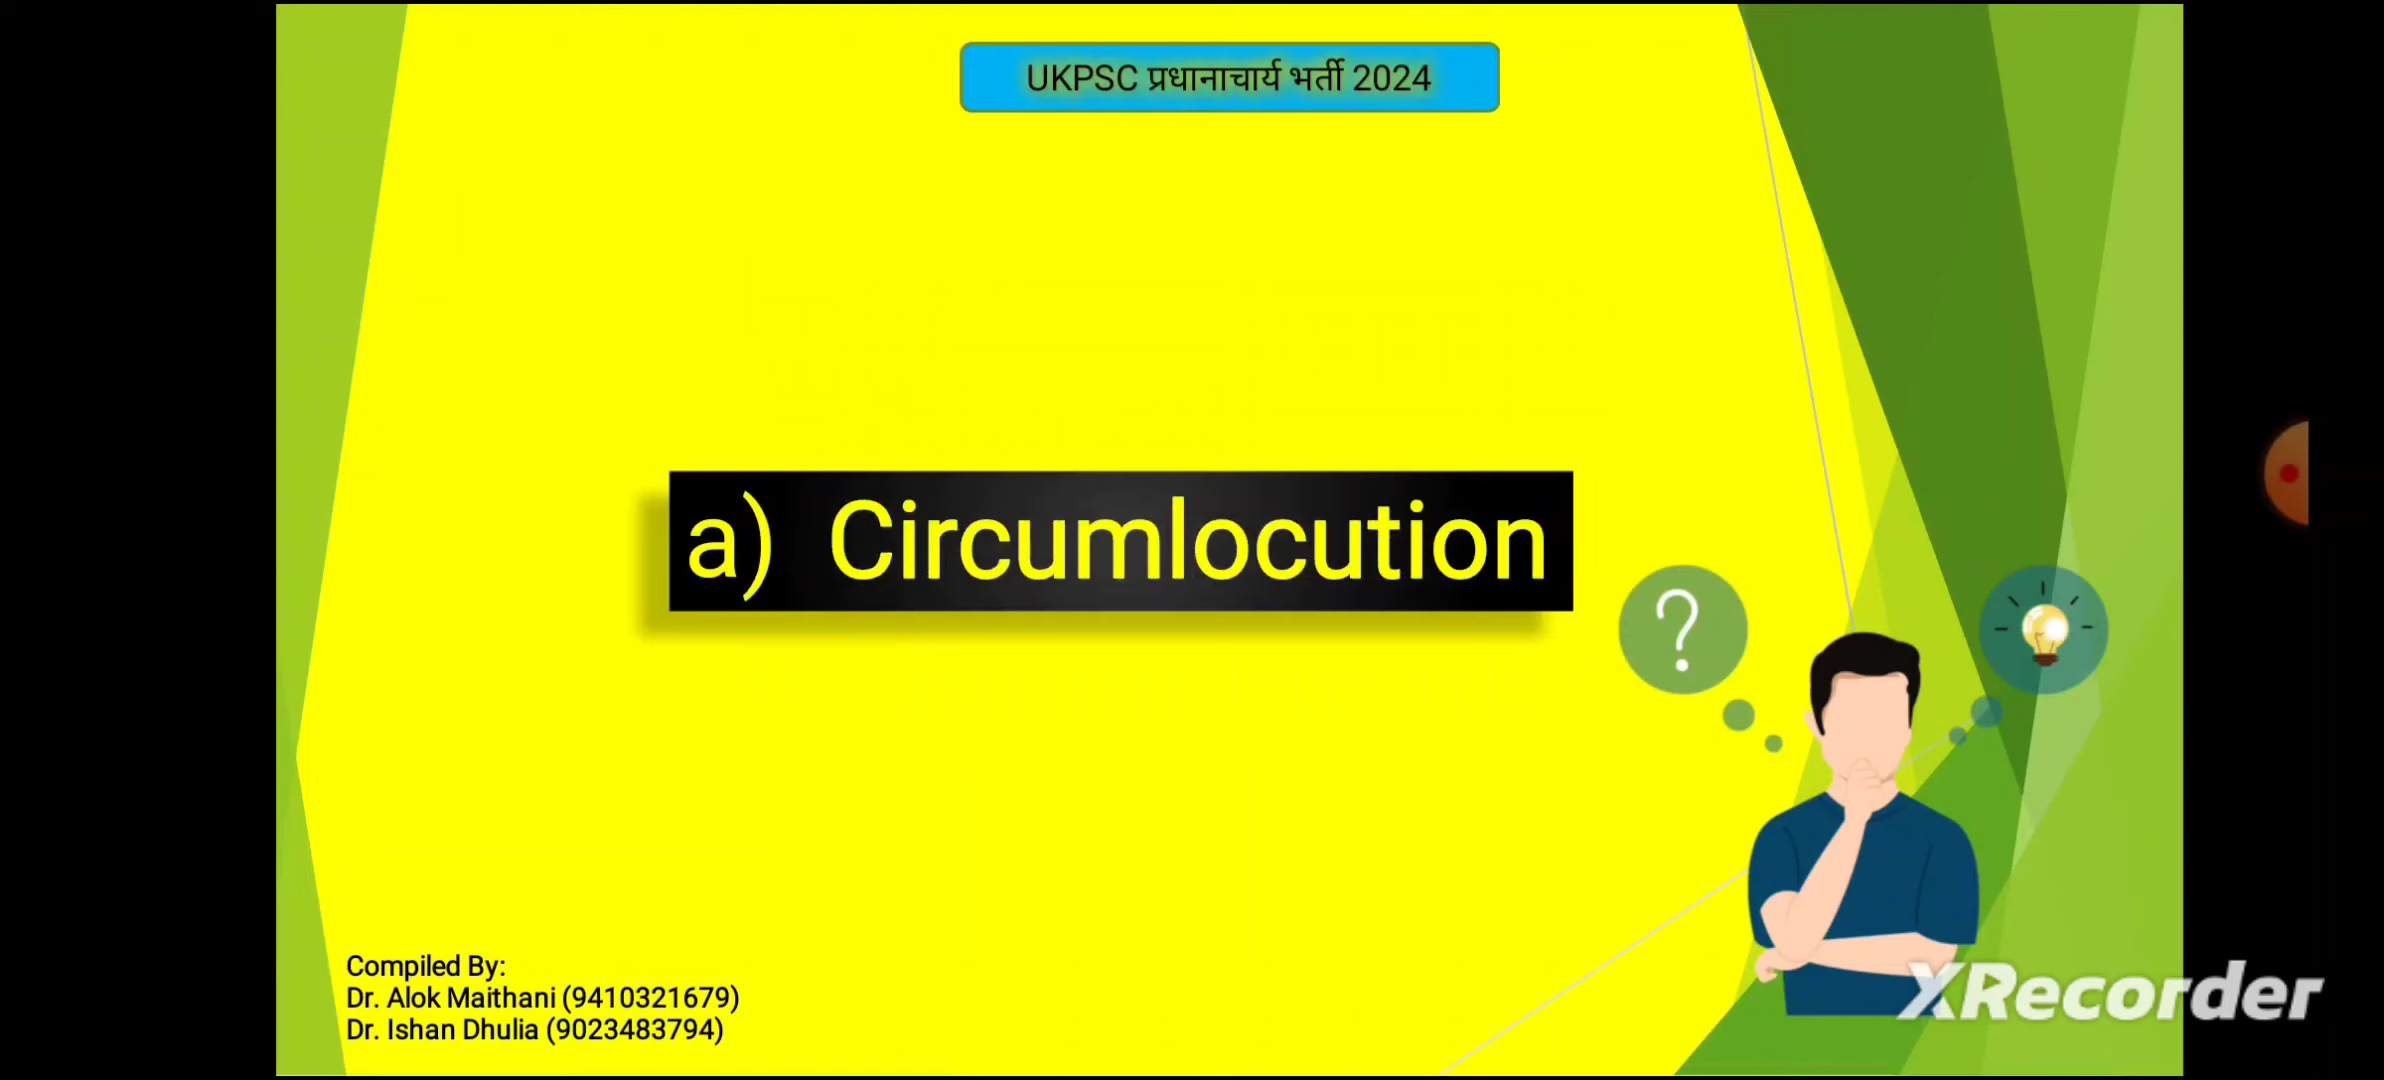 UKPSC प्रधानाचार्य भर्ती 2024
a) Circumlocution
?
Compiled By:
Dr. Alok Maithani (9410321679)
Dr. Ishan Dhulia (9023483794)
XRecorder